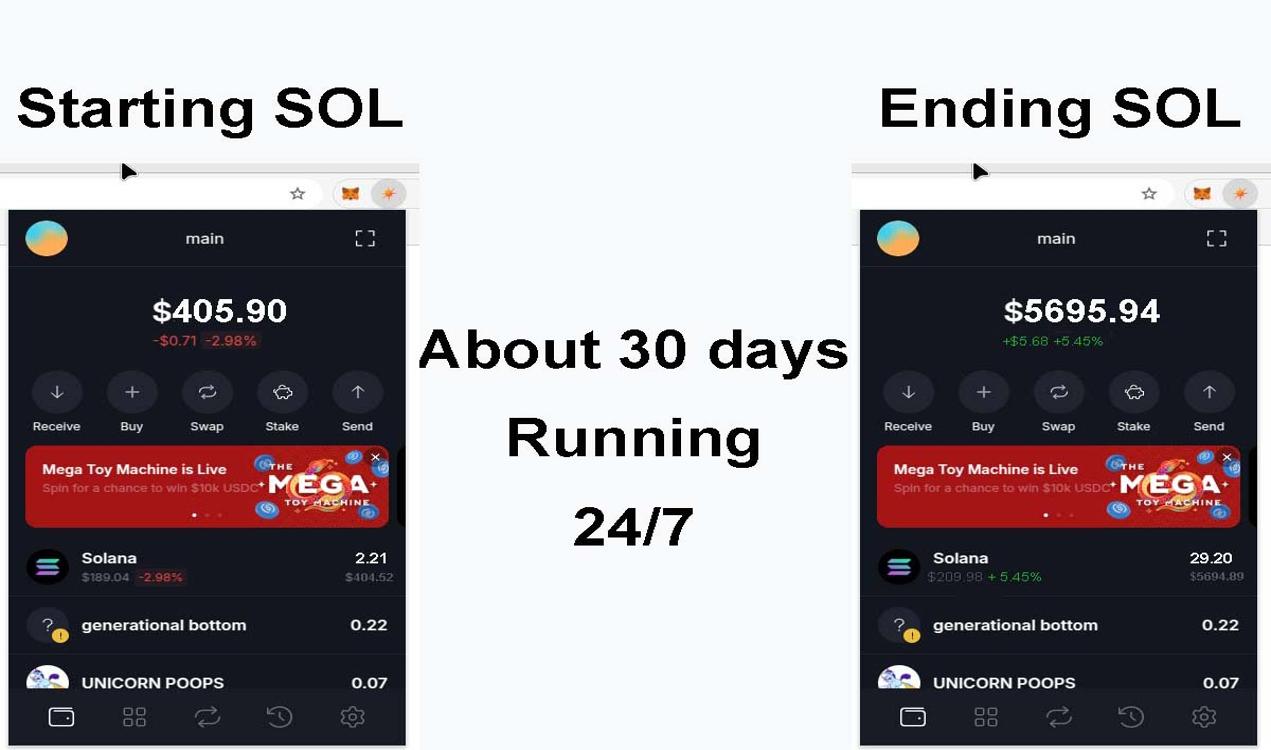 Starting SOL
main
$405.90
-$0.71 -2.98%
Receive Buy Swap Stake Send
Mega Toy Machine is Live
Spin for a chance to win $10k USDC
THE
MEGA
TOY MACHINE
Solana 2.21
$189.04 -2.98% $404.52
? ! generational bottom 0.22
UNICORN POOPS 0.07
About 30 days
Running
24/7
Ending SOL
main
$5695.94
+$5.68 +5.45%
Receive Buy Swap Stake Send
Mega Toy Machine is Live
Spin for a chance to win $10k USDC
THE
MEGA
TOY MACHINE
Solana 29.20
$209.98 + 5.45% $5694.89
? ! generational bottom 0.22
UNICORN POOPS 0.07